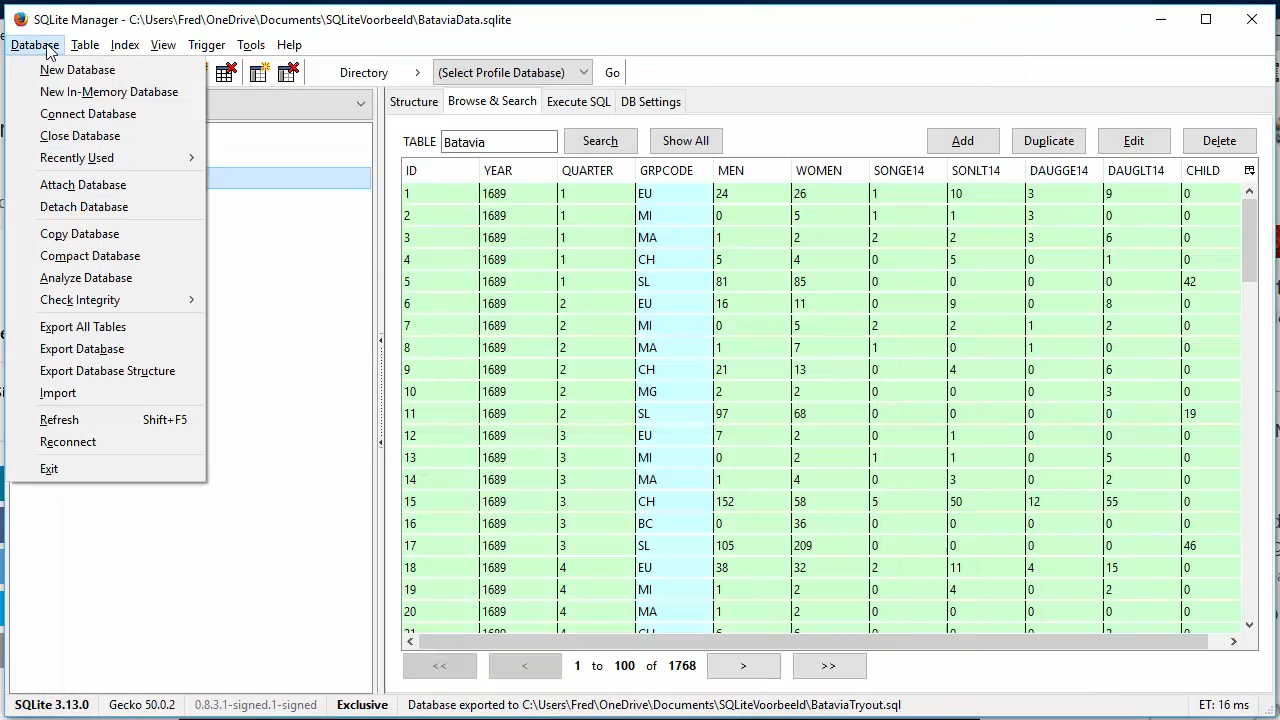 SQLite Manager - C:\Users\Fred\OneDrive\Documents\SQLiteVoorbeeld\BataviaData.sqlite
Database Table Index View Trigger Tools Help
Directory > (Select Profile Database) Go
New Database
New In-Memory Database
Connect Database
Close Database
Recently Used
Attach Database
Detach Database
Copy Database
Compact Database
Analyze Database
Check Integrity
Export All Tables
Export Database
Export Database Structure
Import
Refresh Shift+F5
Reconnect
Exit
Structure Browse & Search Execute SQL DB Settings
TABLE Batavia Search Show All Add Duplicate Edit Delete
ID YEAR QUARTER GRPCODE MEN WOMEN SONGE14 SONLT14 DAUGGE14 DAUGLT14 CHILD
1 1689 1 EU 24 26 1 10 3 9 0
2 1689 1 MI 0 5 1 1 3 0 0
3 1689 1 MA 1 2 2 2 3 6 0
4 1689 1 CH 5 4 0 5 0 1 0
5 1689 1 SL 81 85 0 0 0 0 42
6 1689 2 EU 16 11 0 9 0 8 0
7 1689 2 MI 0 5 2 2 1 2 0
8 1689 2 MA 1 7 1 0 1 0 0
9 1689 2 CH 21 13 0 4 0 6 0
10 1689 2 MG 2 2 0 0 0 3 0
11 1689 2 SL 97 68 0 0 0 0 19
12 1689 3 EU 7 2 0 1 0 0 0
13 1689 3 MI 0 2 1 1 0 5 0
14 1689 3 MA 1 4 0 3 0 2 0
15 1689 3 CH 152 58 5 50 12 55 0
16 1689 3 BC 0 36 0 0 0 0 0
17 1689 3 SL 105 209 0 0 0 0 46
18 1689 4 EU 38 32 2 11 4 15 0
19 1689 4 MI 1 2 0 4 0 2 0
20 1689 4 MA 1 2 0 0 0 0 0
<< < 1 to 100 of 1768 > >>
SQLite 3.13.0 Gecko 50.0.2 0.8.3.1-signed.1-signed Exclusive Database exported to C:\Users\Fred\OneDrive\Documents\SQLiteVoorbeeld\BataviaTryout.sql ET: 16 ms